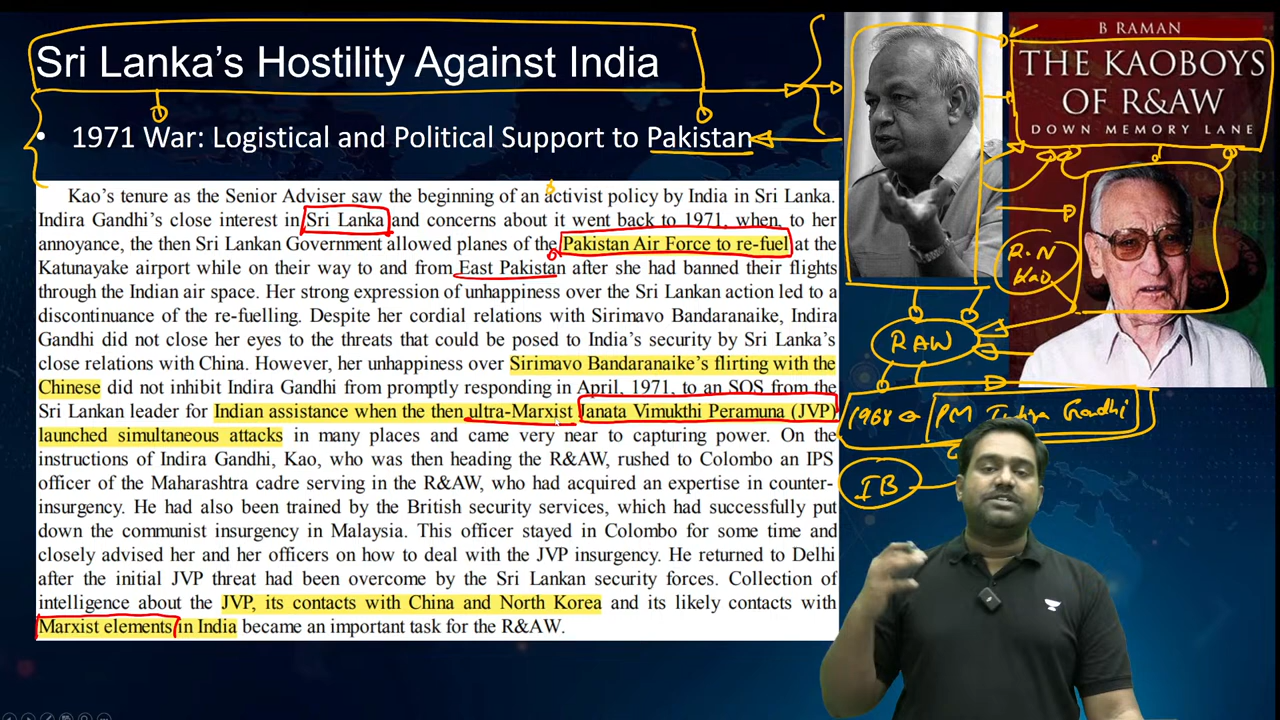 Sri Lanka's Hostility Against India
• 1971 War: Logistical and Political Support to Pakistan
Kao's tenure as the Senior Adviser saw the beginning of an activist policy by India in Sri Lanka.
Indira Gandhi's close interest in Sri Lanka and concerns about it went back to 1971, when, to her
annoyance, the then Sri Lankan Government allowed planes of the Pakistan Air Force to re-fuel at the
Katunayake airport while on their way to and from East Pakistan after she had banned their flights
through the Indian air space. Her strong expression of unhappiness over the Sri Lankan action led to a
discontinuance of the re-fuelling. Despite her cordial relations with Sirimavo Bandaranaike, Indira
Gandhi did not close her eyes to the threats that could be posed to India's security by Sri Lanka's
close relations with China. However, her unhappiness over Sirimavo Bandaranaike's flirting with the
Chinese did not inhibit Indira Gandhi from promptly responding in April, 1971, to an SOS from the
Sri Lankan leader for Indian assistance when the then ultra-Marxist Janata Vimukthi Peramuna (JVP)
launched simultaneous attacks in many places and came very near to capturing power. On the
instructions of Indira Gandhi, Kao, who was then heading the R&AW, rushed to Colombo an IPS
officer of the Maharashtra cadre serving in the R&AW, who had acquired an expertise in counter-
insurgency. He had also been trained by the British security services, which had successfully put
down the communist insurgency in Malaysia. This officer stayed in Colombo for some time and
closely advised her and her officers on how to deal with the JVP insurgency. He returned to Delhi
after the initial JVP threat had been overcome by the Sri Lankan security forces. Collection of
intelligence about the JVP, its contacts with China and North Korea and its likely contacts with
Marxist elements in India became an important task for the R&AW.
B RAMAN
THE KAOBOYS
OF R&AW
DOWN MEMORY LANE
R.N
Kao
RAW
1968 PM Indira Gandhi
IB